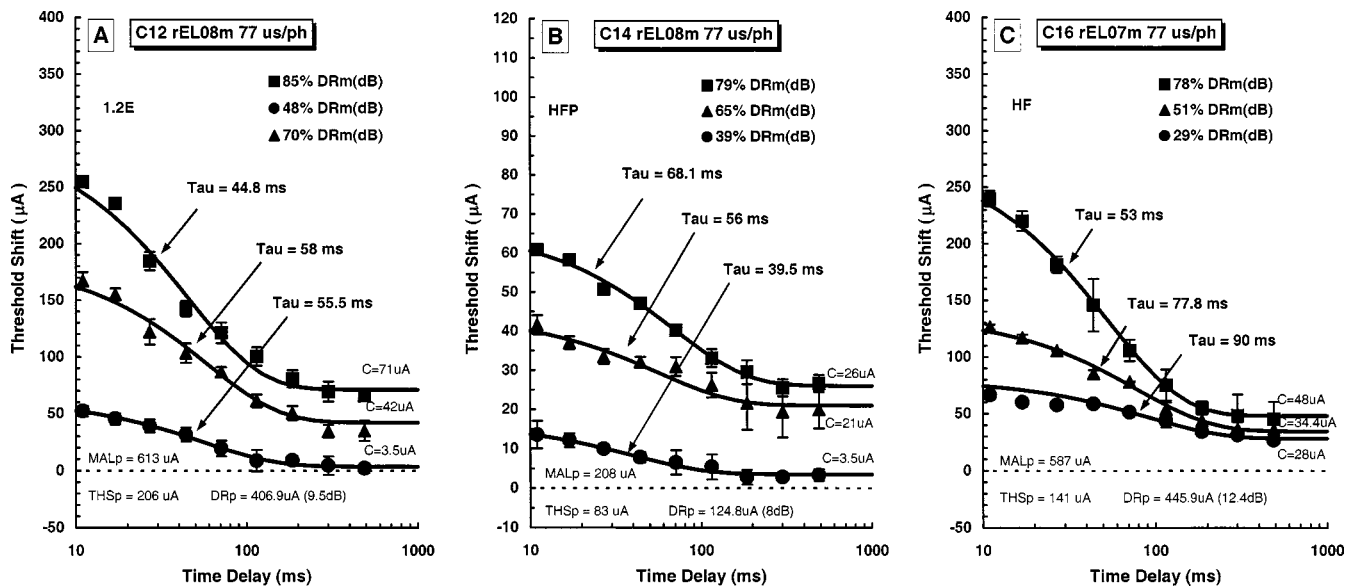 A
C12 rEL08m 77 us/ph
1.2E
85% DRm(dB)
48% DRm(dB)
70% DRm(dB)
Tau = 44.8 ms
Tau = 58 ms
Tau = 55.5 ms
C=71uA
C=42uA
C=3.5uA
MALp = 613 uA
THSp = 206 uA
DRp = 406.9uA (9.5dB)
Threshold Shift ( µA )
400
350
300
250
200
150
100
50
0
-50
10
100
1000
Time Delay (ms)
B
C14 rEL08m 77 us/ph
HFP
79% DRm(dB)
65% DRm(dB)
39% DRm(dB)
Tau = 68.1 ms
Tau = 56 ms
Tau = 39.5 ms
C=26uA
C=21uA
C=3.5uA
MALp = 208 uA
THSp = 83 uA
DRp = 124.8uA (8dB)
Threshold Shift ( µA )
120
110
100
90
80
70
60
50
40
30
20
10
0
-10
10
100
1000
Time Delay (ms)
C
C16 rEL07m 77 us/ph
HF
78% DRm(dB)
51% DRm(dB)
29% DRm(dB)
Tau = 53 ms
Tau = 77.8 ms
Tau = 90 ms
C=48uA
C=34.4uA
C=28uA
MALp = 587 uA
THSp = 141 uA
DRp = 445.9uA (12.4dB)
Threshold Shift ( µA )
400
350
300
250
200
150
100
50
0
-50
10
100
1000
Time Delay (ms)